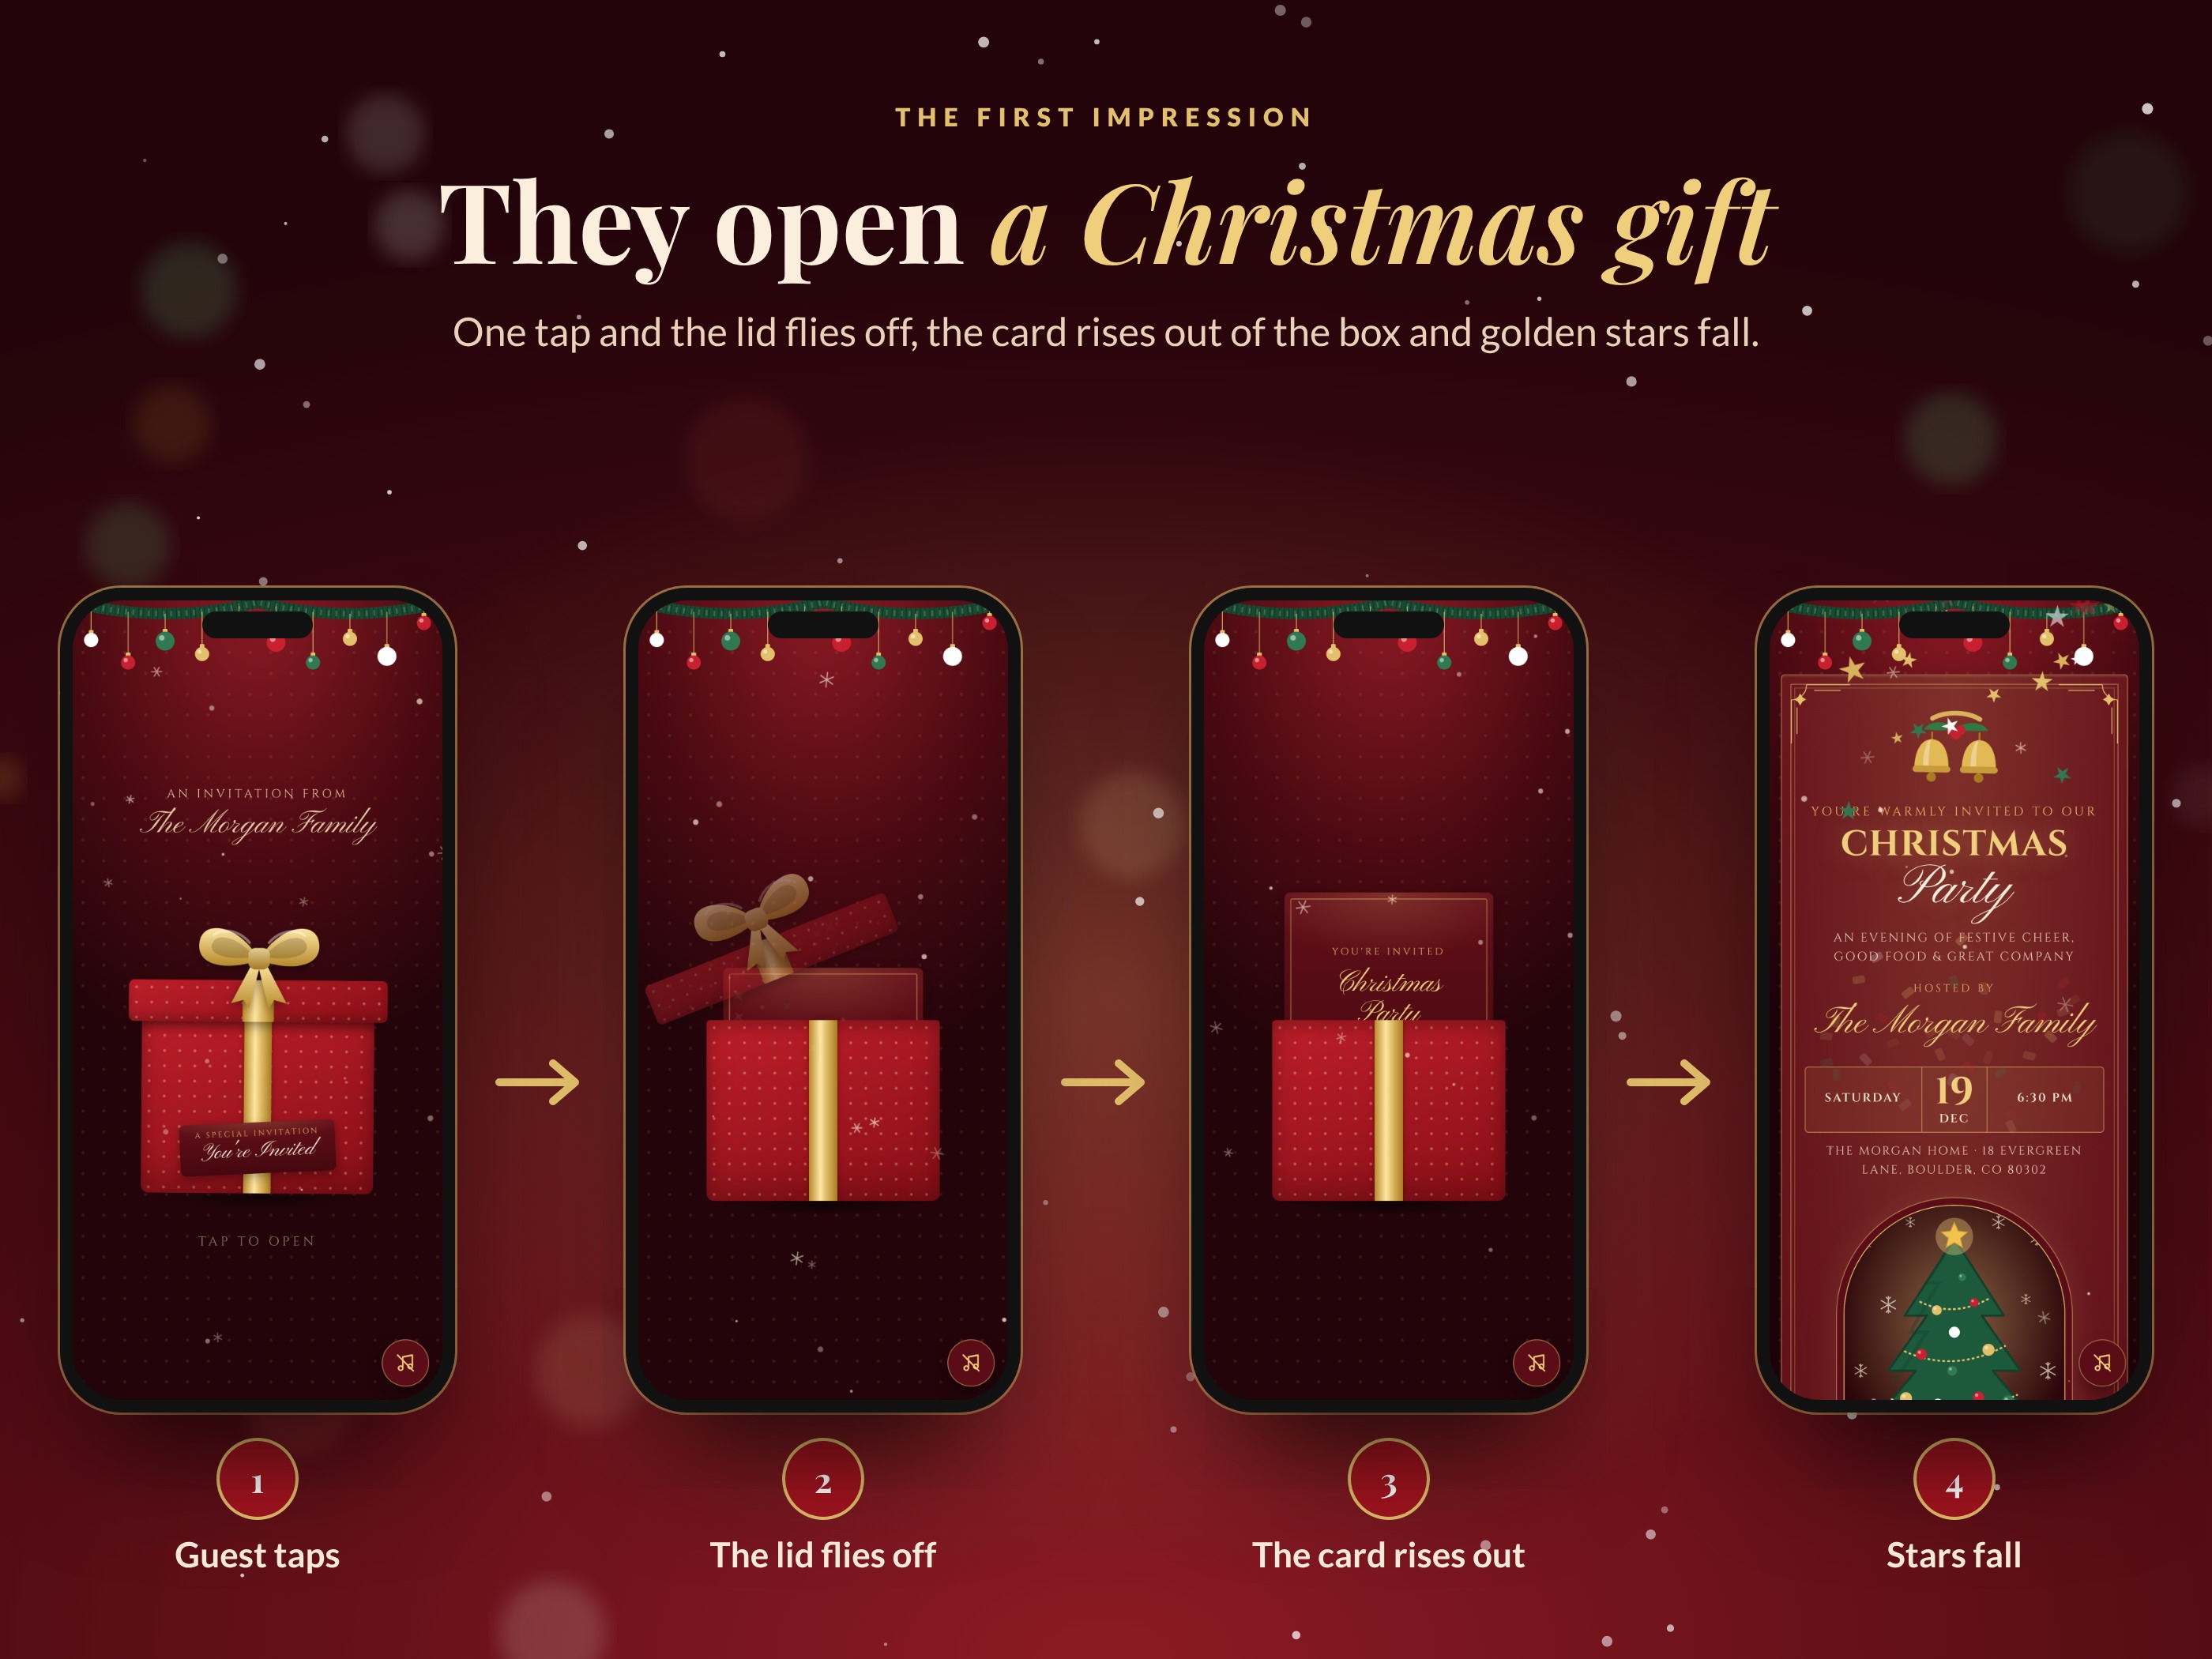 THE FIRST IMPRESSION
They open a Christmas gift
One tap and the lid flies off, the card rises out of the box and golden stars fall.
AN INVITATION FROM
The Morgan Family
A SPECIAL INVITATION
You're Invited
TAP TO OPEN
YOU'RE INVITED
Christmas
Party
YOU'RE WARMLY INVITED TO OUR
CHRISTMAS
Party
AN EVENING OF FESTIVE CHEER,
GOOD FOOD & GREAT COMPANY
HOSTED BY
The Morgan Family
SATURDAY
19
DEC
6:30 PM
THE MORGAN HOME · 18 EVERGREEN
LANE, BOULDER, CO 80302
1
Guest taps
2
The lid flies off
3
The card rises out
4
Stars fall